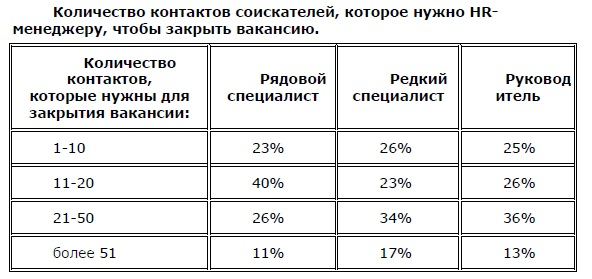 Количество контактов соискателей, которое нужно HR-
менеджеру, чтобы закрыть вакансию.
Количество
контактов,
которые нужны для
закрытия вакансии:
Рядовой
специалист
Редкий
специалист
Руковод
итель
1-10 23% 26% 25%
11-20 40% 23% 26%
21-50 26% 34% 36%
более 51 11% 17% 13%